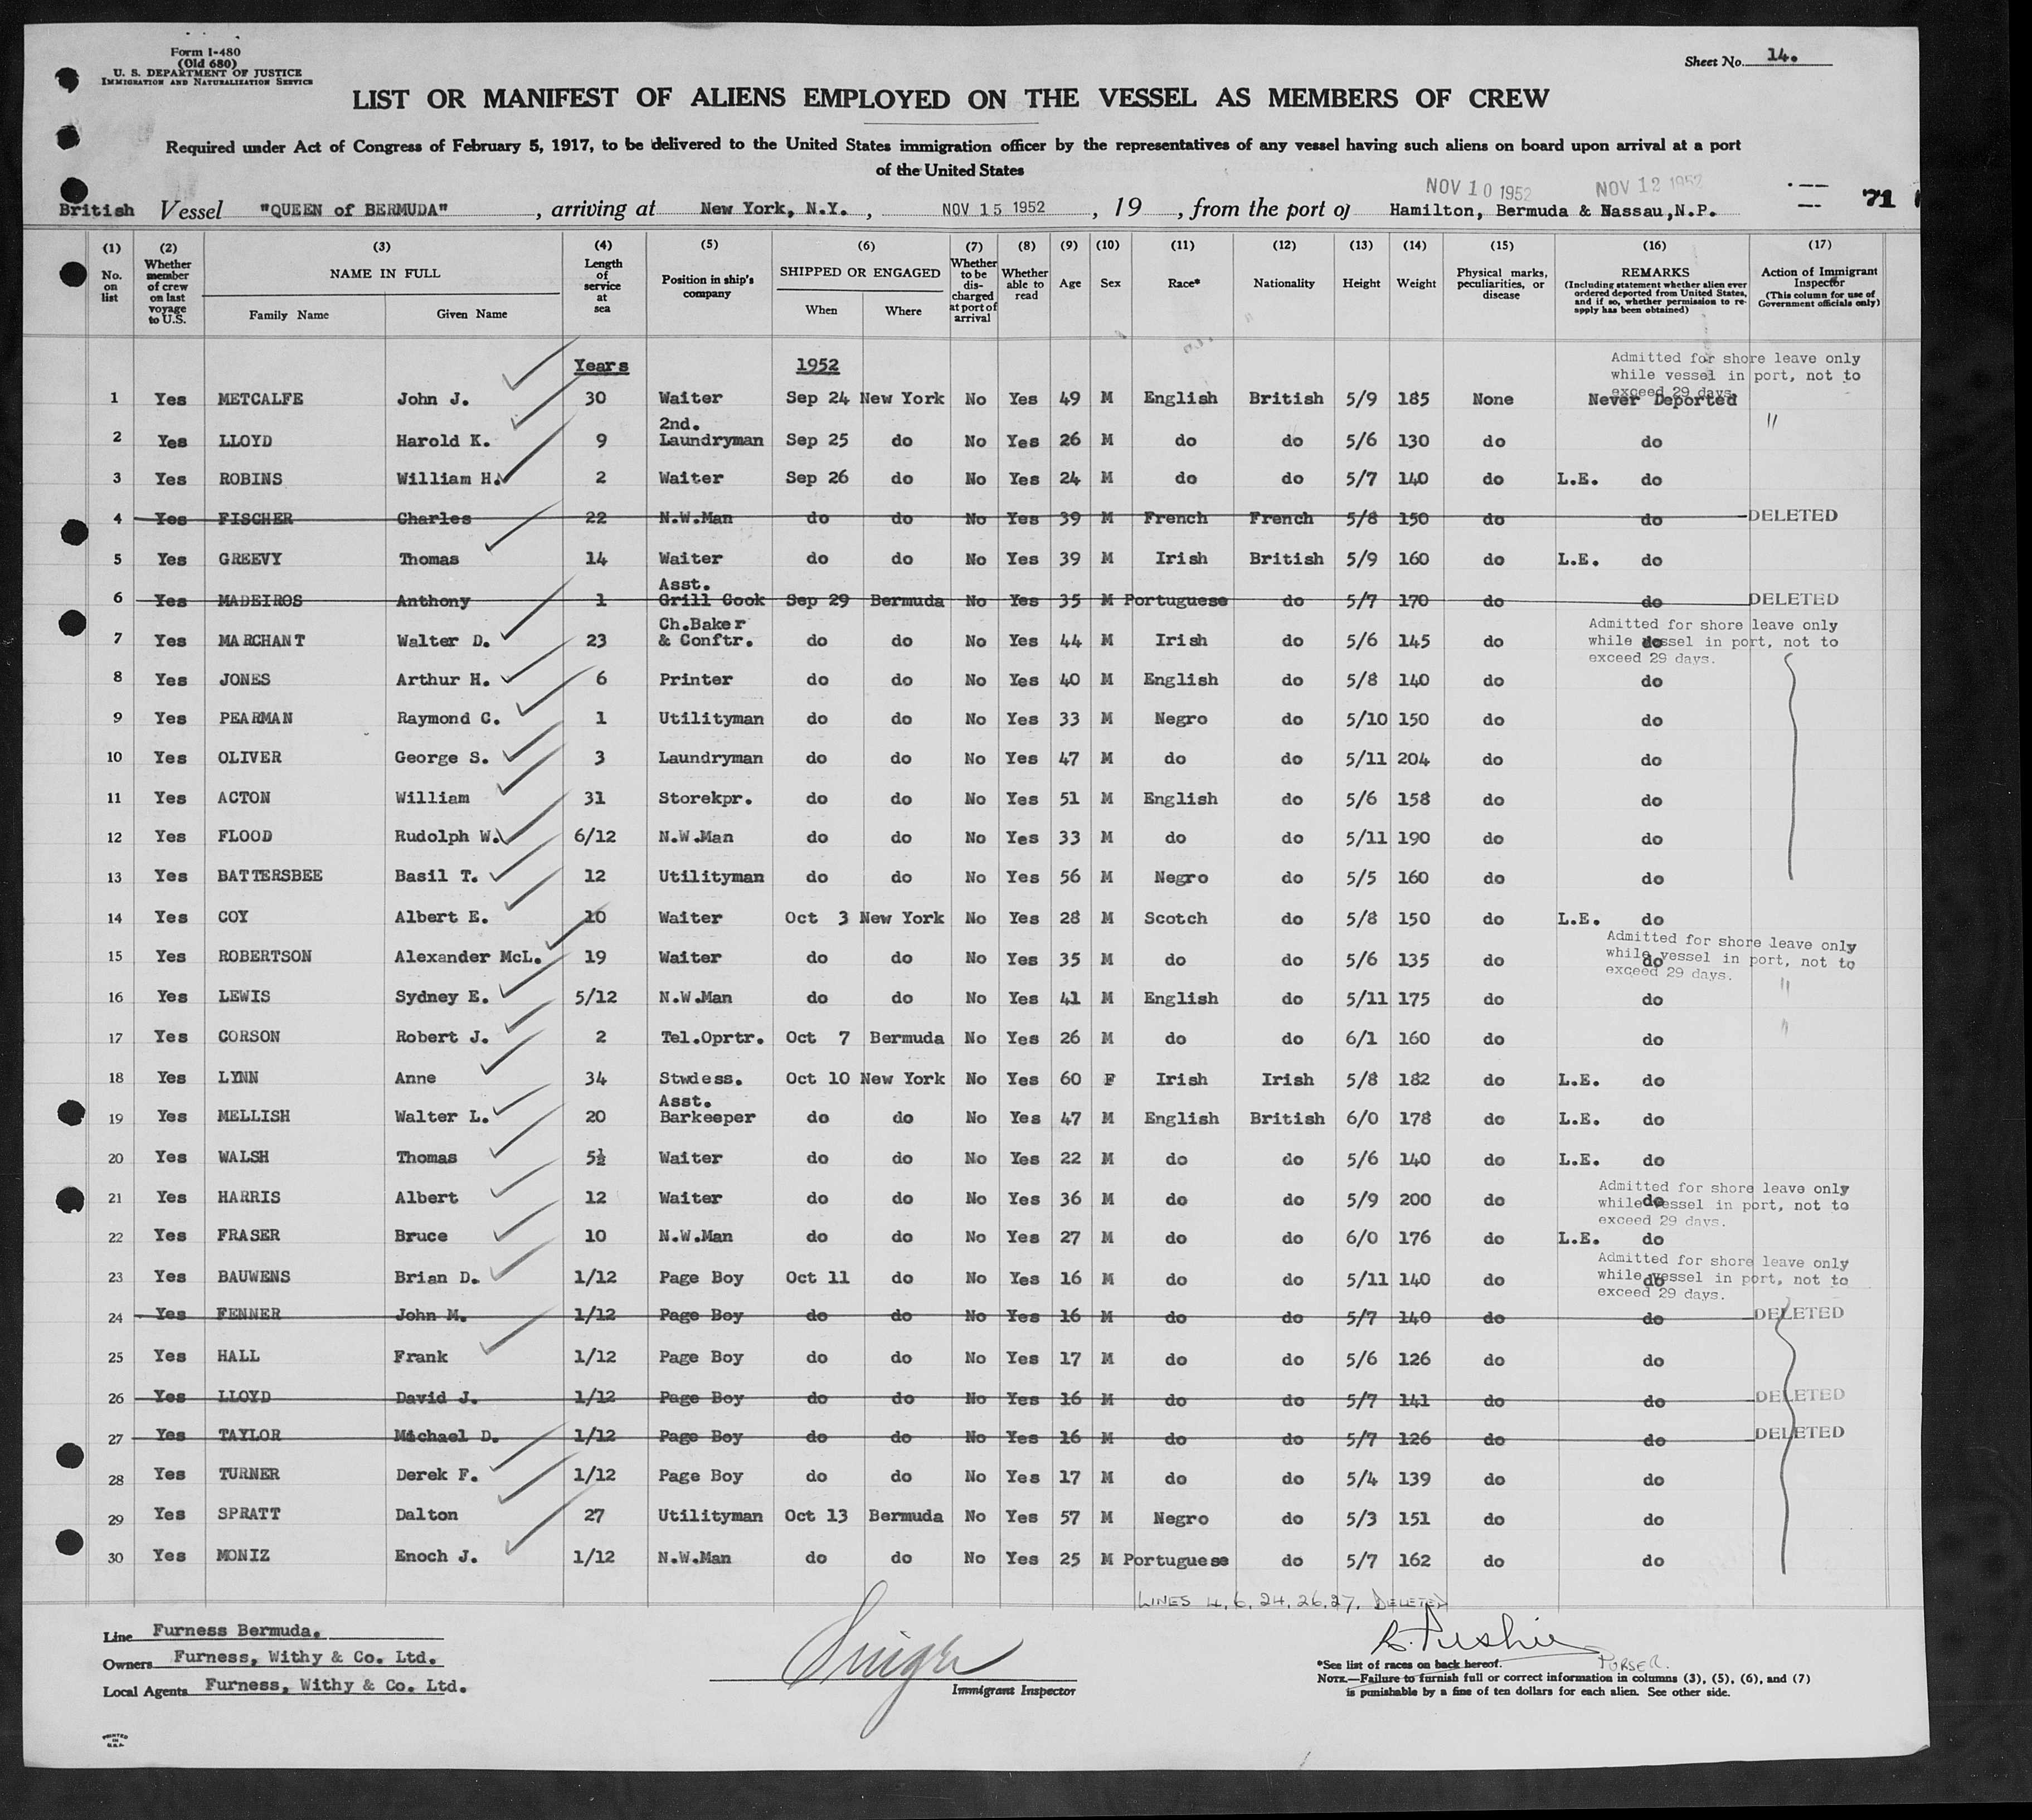 Form I-480
(Old 680)
U. S. DEPARTMENT OF JUSTICE
IMMIGRATION AND NATURALIZATION SERVICE
Sheet No. 14.
LIST OR MANIFEST OF ALIENS EMPLOYED ON THE VESSEL AS MEMBERS OF CREW
Required under Act of Congress of February 5, 1917, to be delivered to the United States immigration officer by the representatives of any vessel having such aliens on board upon arrival at a port
of the United States
NOV 10 1952 NOV 12 1952
British Vessel "QUEEN of BERMUDA" , arriving at New York, N.Y. , NOV 15 1952 , 19 , from the port of Hamilton, Bermuda & Nassau,N.P. 71
(1) (2) (3) (4) (5) (6) (7) (8) (9) (10) (11) (12) (13) (14) (15) (16) (17)
No. on list
Whether member of crew on last voyage to U.S.
NAME IN FULL
Family Name Given Name
Length of service at sea
Position in ship's company
SHIPPED OR ENGAGED
When Where
Whether to be discharged at port of arrival
Whether able to read
Age
Sex
Race*
Nationality
Height
Weight
Physical marks, peculiarities, or disease
REMARKS
(Including statement whether alien ever ordered deported from United States, and if so, whether permission to re-apply has been obtained)
Action of Immigrant Inspector
(This column for use of Government officials only)
Years 1952
Admitted for shore leave only
while vessel in port, not to
exceed 29 days.
1 Yes METCALFE John J. 30 Waiter Sep 24 New York No Yes 49 M English British 5/9 185 None Never Deported
2 Yes LLOYD Harold K. 9 2nd. Laundryman Sep 25 do No Yes 26 M do do 5/6 130 do do "
3 Yes ROBINS William H. 2 Waiter Sep 26 do No Yes 24 M do do 5/7 140 do L.E. do
4 Yes FISCHER Charles 22 N.W.Man do do No Yes 39 M French French 5/8 150 do do DELETED
5 Yes GREEVY Thomas 14 Waiter do do No Yes 39 M Irish British 5/9 160 do L.E. do
6 Yes MADEIROS Anthony 1 Asst. Grill Cook Sep 29 Bermuda No Yes 35 M Portuguese do 5/7 170 do do DELETED
Admitted for shore leave only
while vessel in port, not to
exceed 29 days.
7 Yes MARCHANT Walter D. 23 Ch.Baker & Conftr. do do No Yes 44 M Irish do 5/6 145 do do
8 Yes JONES Arthur H. 6 Printer do do No Yes 40 M English do 5/8 140 do do
9 Yes PEARMAN Raymond C. 1 Utilityman do do No Yes 33 M Negro do 5/10 150 do do
10 Yes OLIVER George S. 3 Laundryman do do No Yes 47 M do do 5/11 204 do do
11 Yes ACTON William 31 Storekpr. do do No Yes 51 M English do 5/6 158 do do
12 Yes FLOOD Rudolph W. 6/12 N.W.Man do do No Yes 33 M do do 5/11 190 do do
13 Yes BATTERSBEE Basil T. 12 Utilityman do do No Yes 56 M Negro do 5/5 160 do do
14 Yes COY Albert E. 10 Waiter Oct 3 New York No Yes 28 M Scotch do 5/8 150 do L.E. do
Admitted for shore leave only
while vessel in port, not to
exceed 29 days.
15 Yes ROBERTSON Alexander McL. 19 Waiter do do No Yes 35 M do do 5/6 135 do do
16 Yes LEWIS Sydney E. 5/12 N.W.Man do do No Yes 41 M English do 5/11 175 do do "
17 Yes CORSON Robert J. 2 Tel.Oprtr. Oct 7 Bermuda No Yes 26 M do do 6/1 160 do do "
18 Yes LYNN Anne 34 Stwdess. Oct 10 New York No Yes 60 F Irish Irish 5/8 182 do L.E. do
19 Yes MELLISH Walter L. 20 Asst. Barkeeper do do No Yes 47 M English British 6/0 178 do L.E. do
20 Yes WALSH Thomas 5½ Waiter do do No Yes 22 M do do 5/6 140 do L.E. do
Admitted for shore leave only
while vessel in port, not to
exceed 29 days.
21 Yes HARRIS Albert 12 Waiter do do No Yes 36 M do do 5/9 200 do do
22 Yes FRASER Bruce 10 N.W.Man do do No Yes 27 M do do 6/0 176 do L.E. do
Admitted for shore leave only
while vessel in port, not to
exceed 29 days.
23 Yes BAUWENS Brian D. 1/12 Page Boy Oct 11 do No Yes 16 M do do 5/11 140 do do
24 Yes FENNER John M. 1/12 Page Boy do do No Yes 16 M do do 5/7 140 do do DELETED
25 Yes HALL Frank 1/12 Page Boy do do No Yes 17 M do do 5/6 126 do do
26 Yes LLOYD David J. 1/12 Page Boy do do No Yes 16 M do do 5/7 141 do do DELETED
27 Yes TAYLOR Michael D. 1/12 Page Boy do do No Yes 16 M do do 5/7 126 do do DELETED
28 Yes TURNER Derek F. 1/12 Page Boy do do No Yes 17 M do do 5/4 139 do do
29 Yes SPRATT Dalton 27 Utilityman Oct 13 Bermuda No Yes 57 M Negro do 5/3 151 do do
30 Yes MONIZ Enoch J. 1/12 N.W.Man do do No Yes 25 M Portuguese do 5/7 162 do do
LINES 4, 6, 24, 26, 27, DELETED
Line Furness Bermuda.
Owners Furness, Withy & Co. Ltd.
Local Agents Furness, Withy & Co. Ltd.
Immigrant Inspector
PURSER.
*See list of races on back hereof.
NOTE.—Failure to furnish full or correct information in columns (3), (5), (6), and (7)
is punishable by a fine of ten dollars for each alien. See other side.
PRINTED
IN
U.S.A.